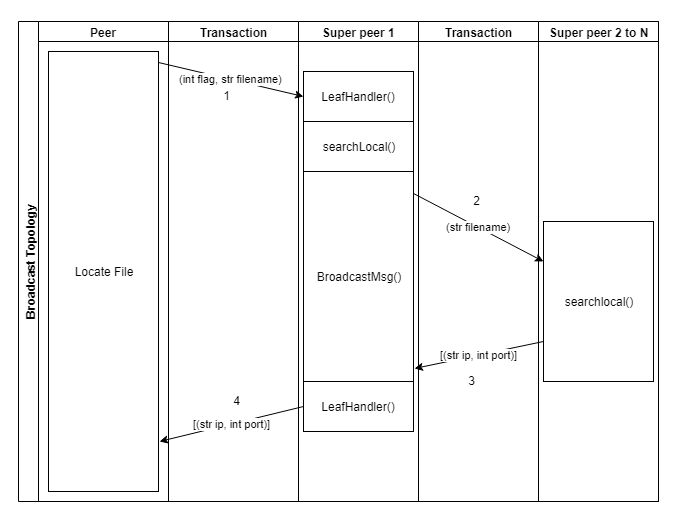 Peer
Transaction
Super peer 1
Transaction
Super peer 2 to N
Broadcast Topology
Locate File
(int flag, str filename)
1
LeafHandler()
searchLocal()
BroadcastMsg()
LeafHandler()
2
(str filename)
searchlocal()
[(str ip, int port)]
3
4
[(str ip, int port)]